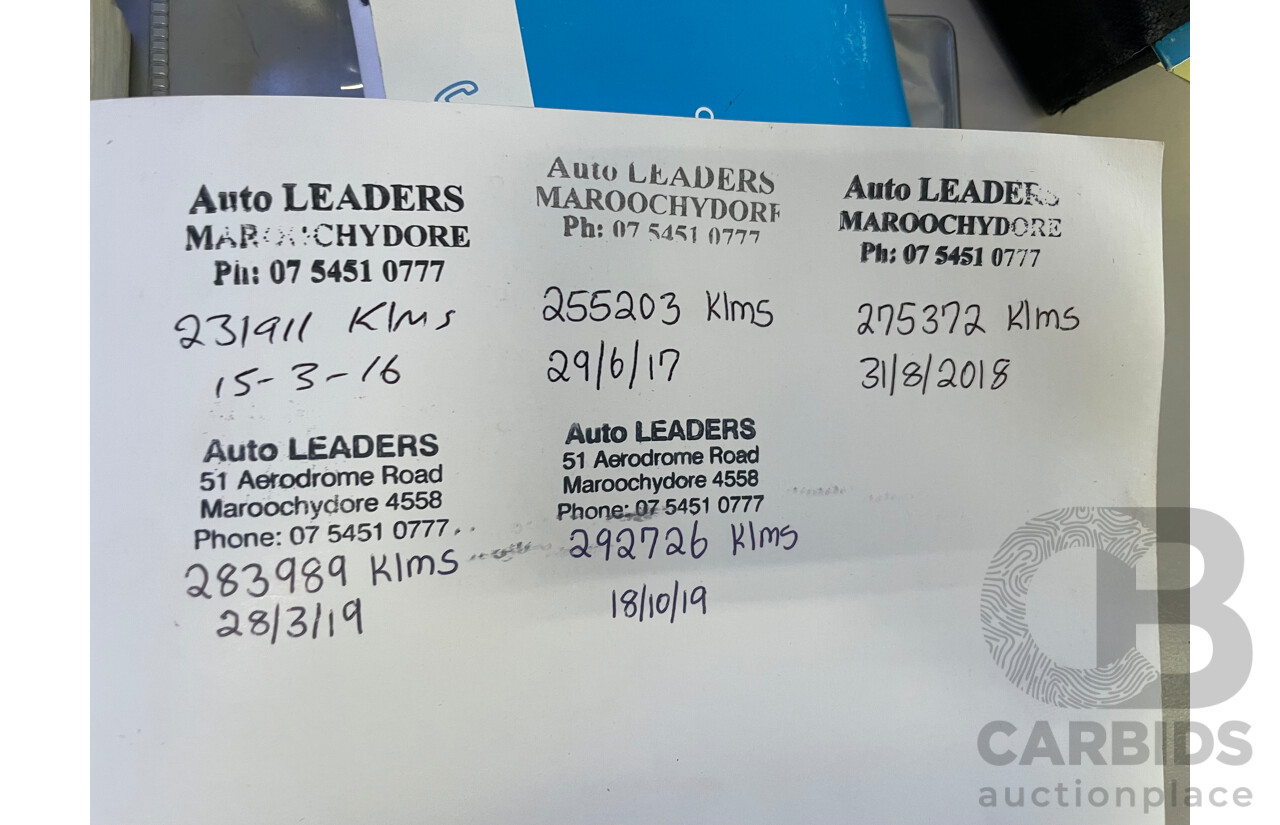 Auto LEADERS
MAROOCHYDORE
Ph: 07 5451 0777
231911 Klms
15-3-16
Auto LEADERS
MAROOCHYDORE
Ph: 07 5451 0777
255203 Klms
29/6/17
Auto LEADERS
MAROOCHYDORE
Ph: 07 5451 0777
275372 Klms
31/8/2018
Auto LEADERS
51 Aerodrome Road
Maroochydore 4558
Phone: 07 5451 0777
283989 Klms
28/3/19
Auto LEADERS
51 Aerodrome Road
Maroochydore 4558
Phone: 07 5451 0777
292726 Klms
18/10/19
CB
CARBIDS
auctionplace